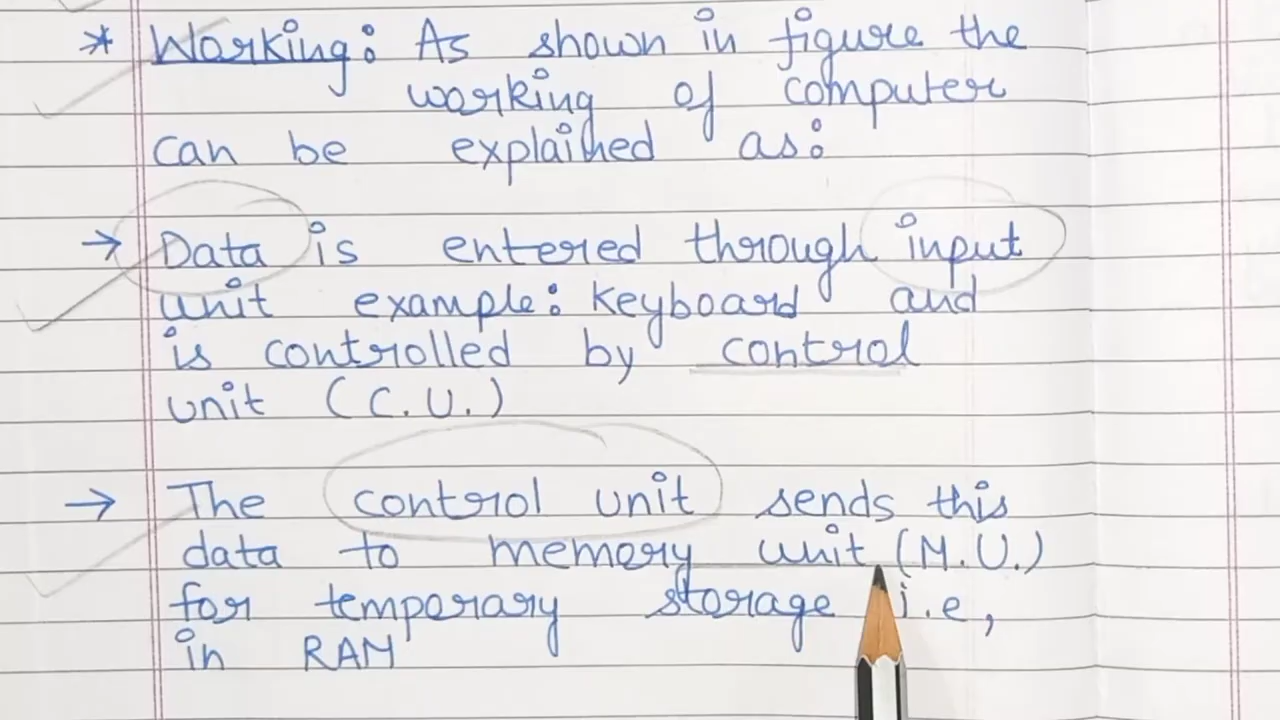 * Working: As shown in figure the
working of computer
can be explained as:
→ Data is entered through input
unit example: Keyboard and
is controlled by control
unit (C.U.)
→ The control unit sends this
data to memory unit (M.U.)
for temporary storage i.e,
in RAM